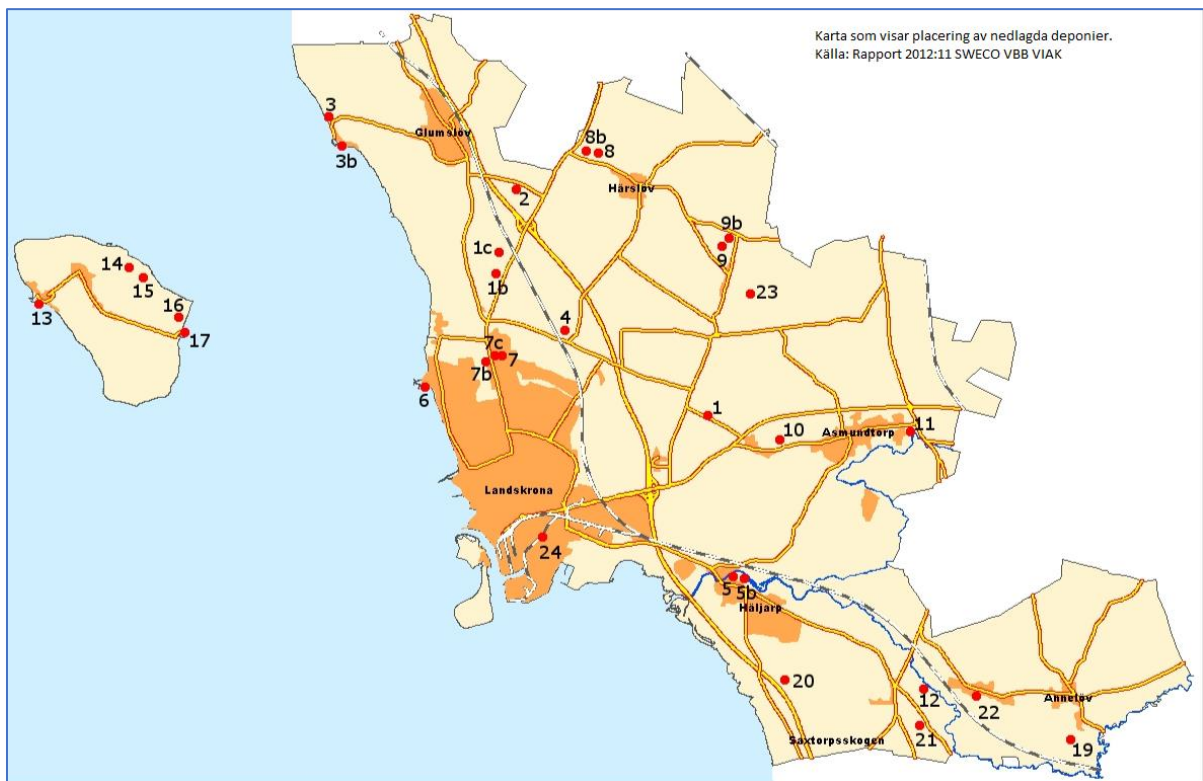 Karta som visar placering av nedlagda deponier.
Källa: Rapport 2012:11 SWECO VBB VIAK
3
Glumslöv
3b
8b
8
Härslöv
2
9b
9
1c
1b
14
15
23
13
16
17
4
7c
7
7b
6
1
10
Asmundtorp
11
Landskrona
24
5
5b
Häljarp
20
12
22
Annelöv
21
19
Saxtorpsskogen